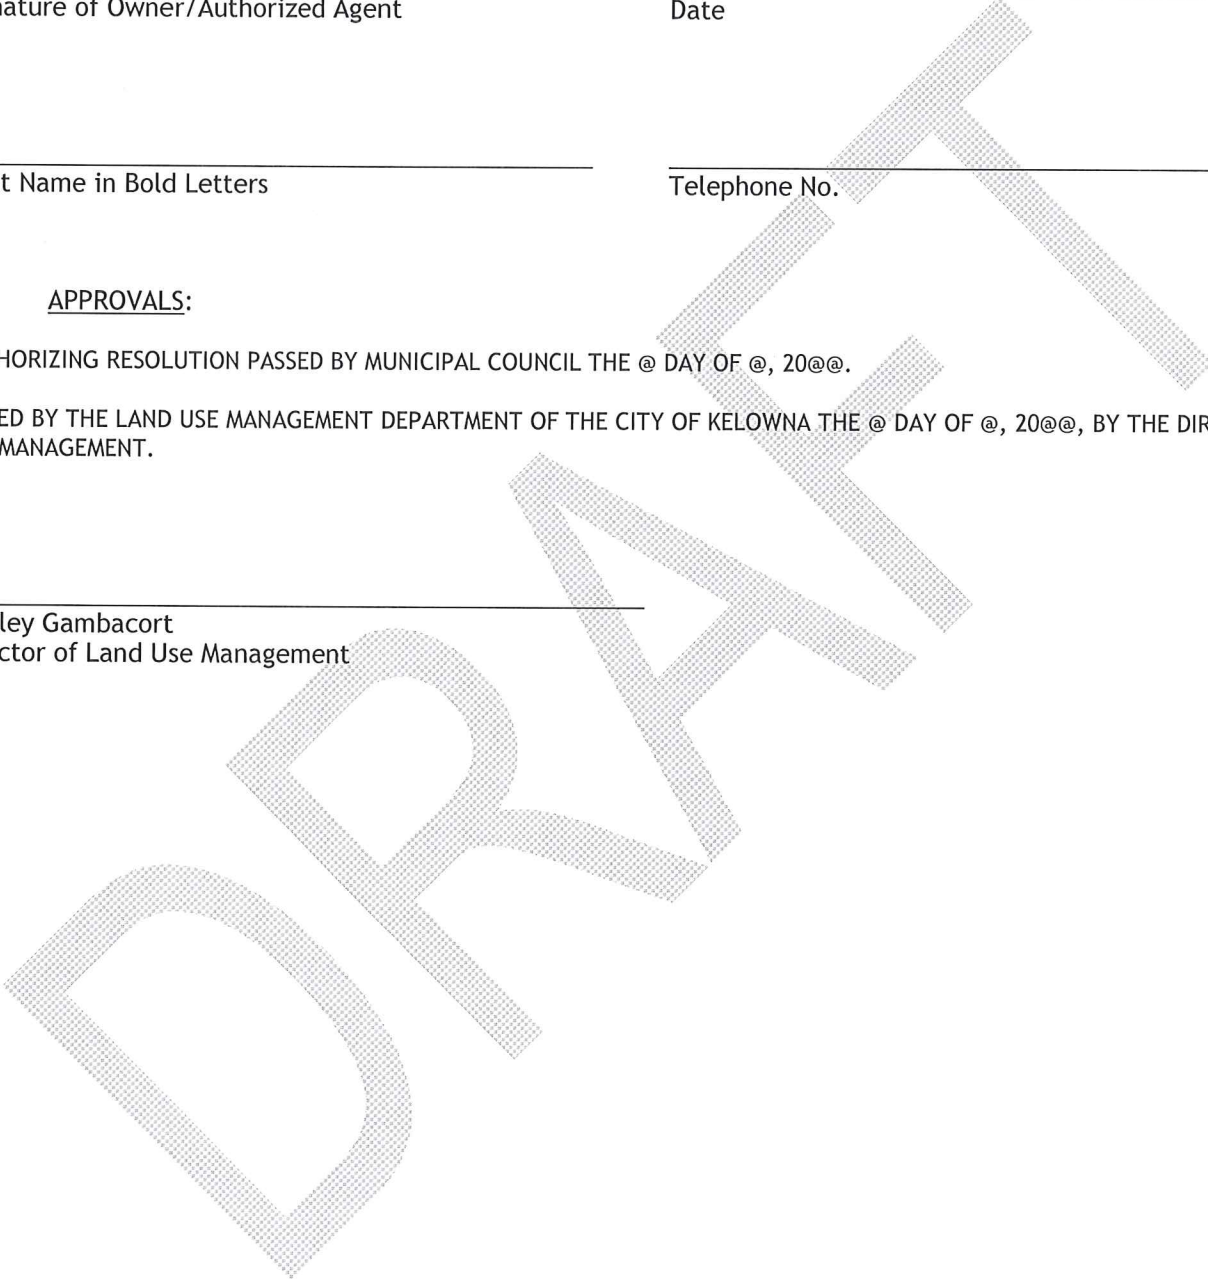 nature of Owner/Authorized Agent
Date
t Name in Bold Letters
Telephone No.
APPROVALS:
HORIZING RESOLUTION PASSED BY MUNICIPAL COUNCIL THE @ DAY OF @, 20@@.
ED BY THE LAND USE MANAGEMENT DEPARTMENT OF THE CITY OF KELOWNA THE @ DAY OF @, 20@@, BY THE DIR
MANAGEMENT.
ley Gambacort
ctor of Land Use Management
DRAFT